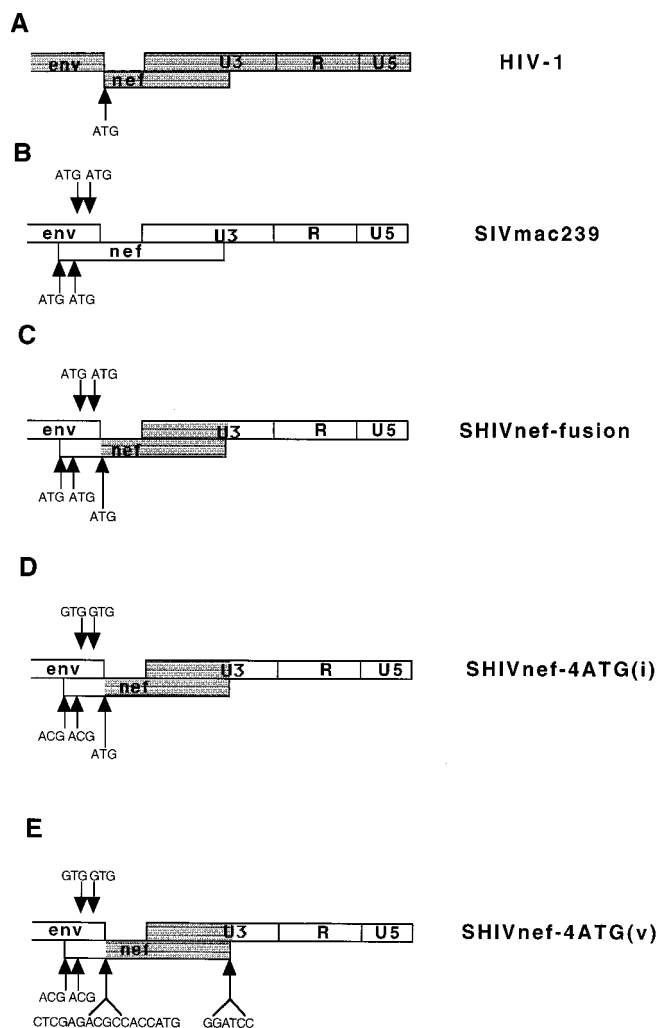 A
env nef U3 R U5 HIV-1
ATG
B
ATG ATG
env nef U3 R U5 SIVmac239
ATG ATG
C
ATG ATG
env nef U3 R U5 SHIVnef-fusion
ATG ATG
ATG
D
GTG GTG
env nef U3 R U5 SHIVnef-4ATG(i)
ACG ACG
ATG
E
GTG GTG
env nef U3 R U5 SHIVnef-4ATG(v)
ACG ACG
CTCGAGACGCCACCATG GGATCC